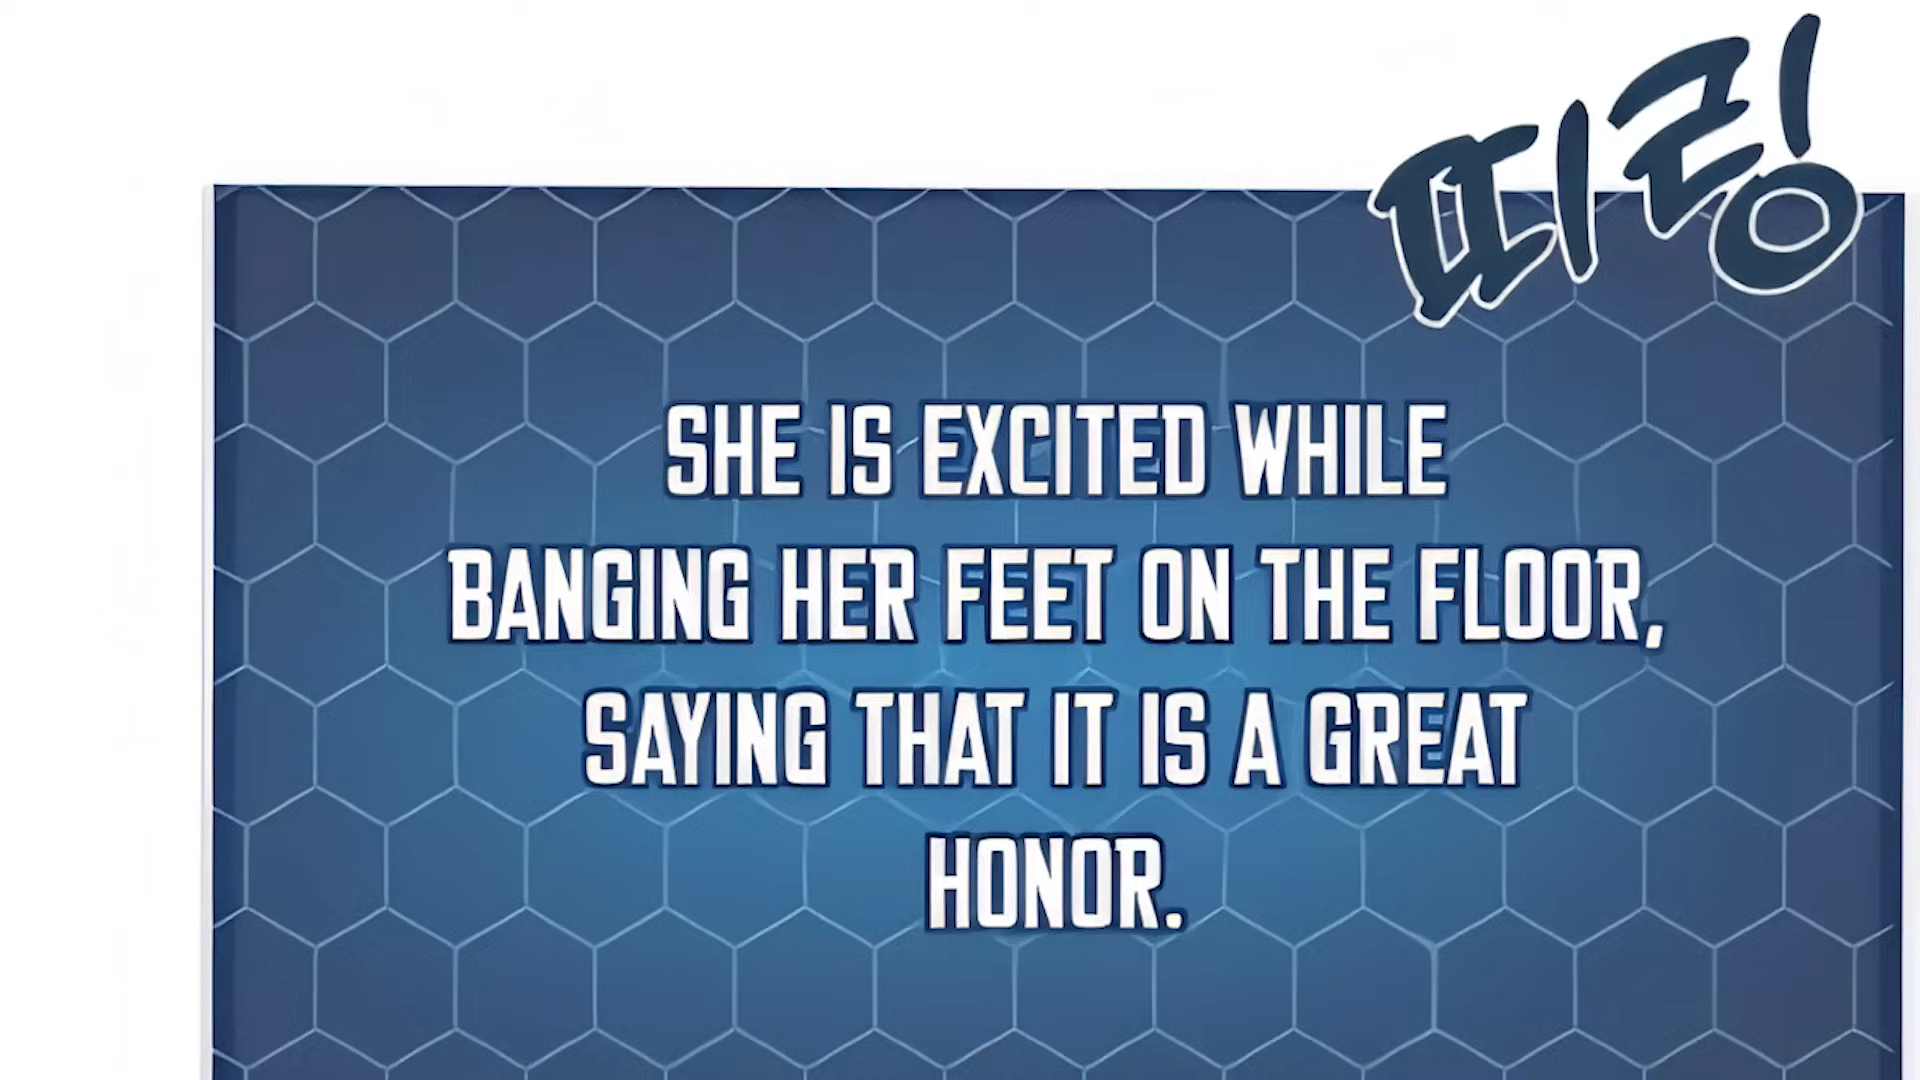 띠링!
SHE IS EXCITED WHILE
BANGING HER FEET ON THE FLOOR,
SAYING THAT IT IS A GREAT
HONOR.